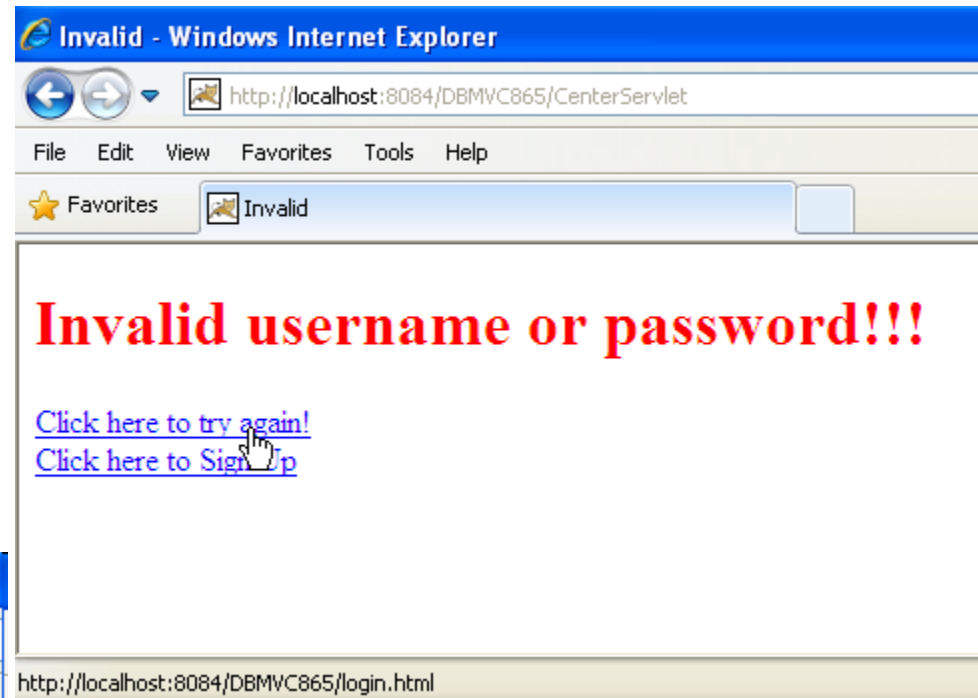 Invalid - Windows Internet Explorer
http://localhost:8084/DBMVC865/CenterServlet
File Edit View Favorites Tools Help
Favorites Invalid
Invalid username or password!!!
Click here to try again!
Click here to Sign Up
http://localhost:8084/DBMVC865/login.html